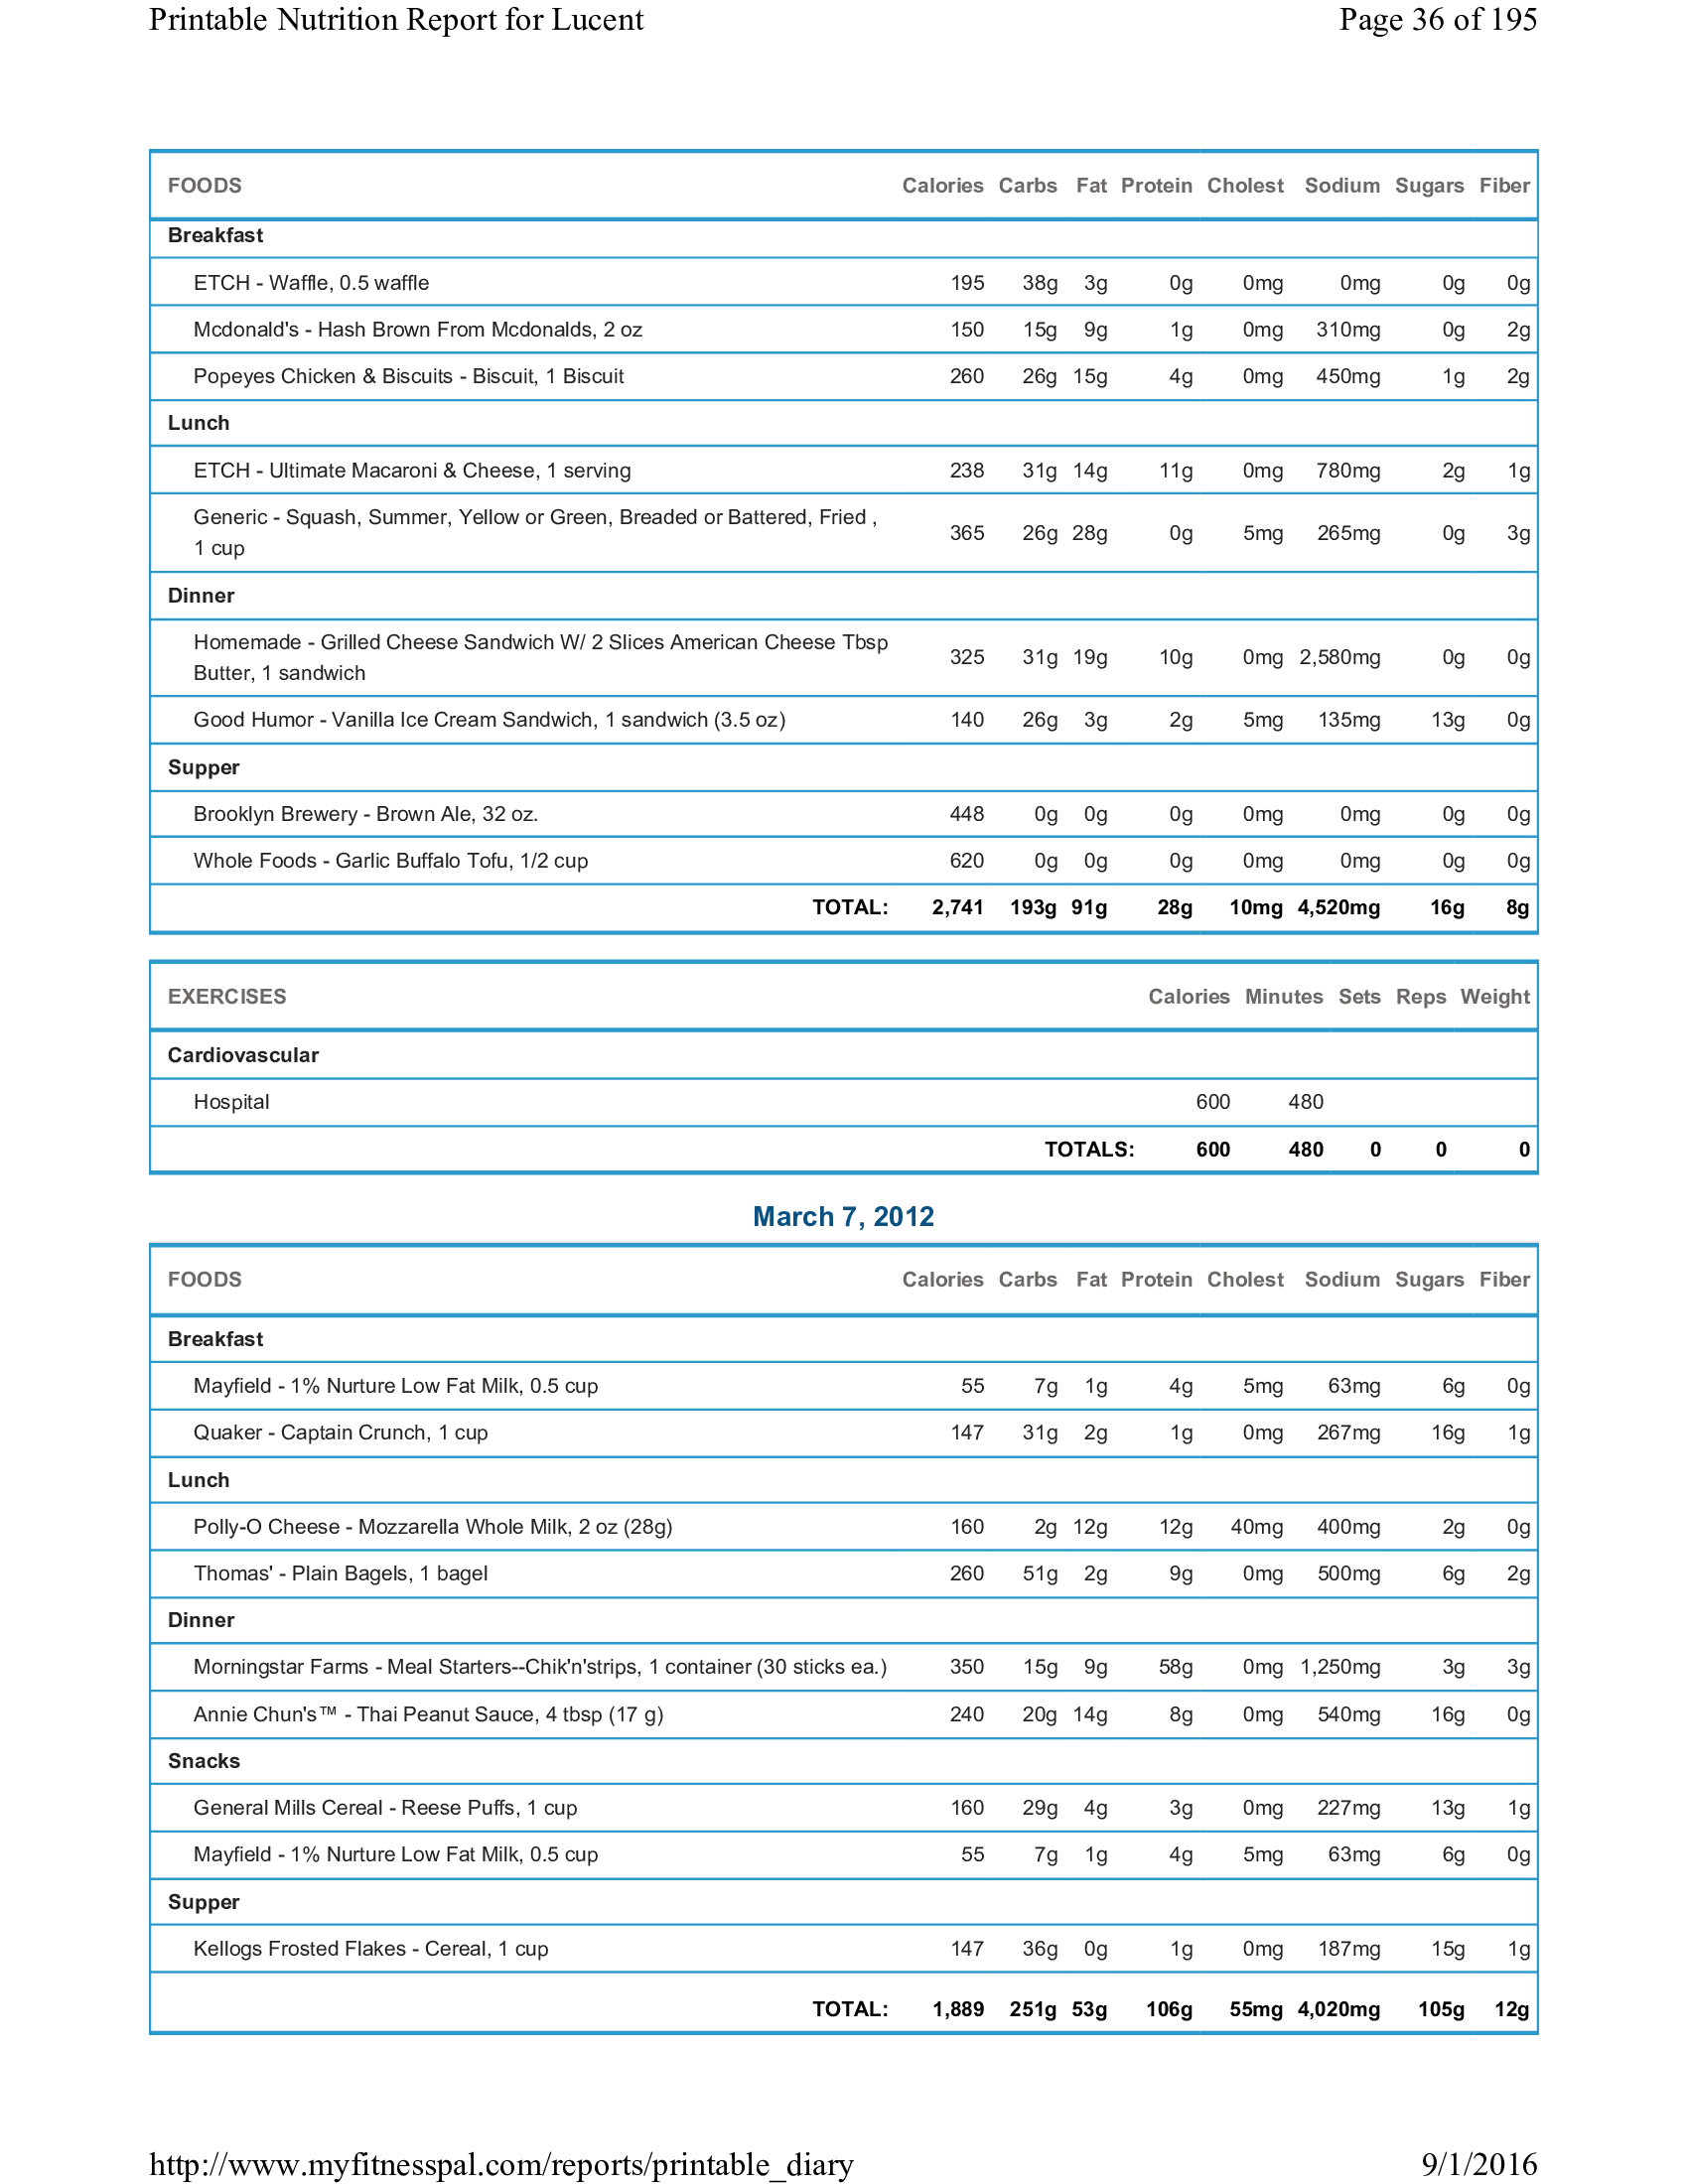 Printable Nutrition Report for Lucent Page 36 of 195
FOODS Calories Carbs Fat Protein Cholest Sodium Sugars Fiber
Breakfast
ETCH - Waffle, 0.5 waffle 195 38g 3g 0g 0mg 0mg 0g 0g
Mcdonald's - Hash Brown From Mcdonalds, 2 oz 150 15g 9g 1g 0mg 310mg 0g 2g
Popeyes Chicken & Biscuits - Biscuit, 1 Biscuit 260 26g 15g 4g 0mg 450mg 1g 2g
Lunch
ETCH - Ultimate Macaroni & Cheese, 1 serving 238 31g 14g 11g 0mg 780mg 2g 1g
Generic - Squash, Summer, Yellow or Green, Breaded or Battered, Fried ,
1 cup 365 26g 28g 0g 5mg 265mg 0g 3g
Dinner
Homemade - Grilled Cheese Sandwich W/ 2 Slices American Cheese Tbsp
Butter, 1 sandwich 325 31g 19g 10g 0mg 2,580mg 0g 0g
Good Humor - Vanilla Ice Cream Sandwich, 1 sandwich (3.5 oz) 140 26g 3g 2g 5mg 135mg 13g 0g
Supper
Brooklyn Brewery - Brown Ale, 32 oz. 448 0g 0g 0g 0mg 0mg 0g 0g
Whole Foods - Garlic Buffalo Tofu, 1/2 cup 620 0g 0g 0g 0mg 0mg 0g 0g
TOTAL: 2,741 193g 91g 28g 10mg 4,520mg 16g 8g
EXERCISES Calories Minutes Sets Reps Weight
Cardiovascular
Hospital 600 480
TOTALS: 600 480 0 0 0
March 7, 2012
FOODS Calories Carbs Fat Protein Cholest Sodium Sugars Fiber
Breakfast
Mayfield - 1% Nurture Low Fat Milk, 0.5 cup 55 7g 1g 4g 5mg 63mg 6g 0g
Quaker - Captain Crunch, 1 cup 147 31g 2g 1g 0mg 267mg 16g 1g
Lunch
Polly-O Cheese - Mozzarella Whole Milk, 2 oz (28g) 160 2g 12g 12g 40mg 400mg 2g 0g
Thomas' - Plain Bagels, 1 bagel 260 51g 2g 9g 0mg 500mg 6g 2g
Dinner
Morningstar Farms - Meal Starters--Chik'n'strips, 1 container (30 sticks ea.) 350 15g 9g 58g 0mg 1,250mg 3g 3g
Annie Chun's™ - Thai Peanut Sauce, 4 tbsp (17 g) 240 20g 14g 8g 0mg 540mg 16g 0g
Snacks
General Mills Cereal - Reese Puffs, 1 cup 160 29g 4g 3g 0mg 227mg 13g 1g
Mayfield - 1% Nurture Low Fat Milk, 0.5 cup 55 7g 1g 4g 5mg 63mg 6g 0g
Supper
Kellogs Frosted Flakes - Cereal, 1 cup 147 36g 0g 1g 0mg 187mg 15g 1g
TOTAL: 1,889 251g 53g 106g 55mg 4,020mg 105g 12g
http://www.myfitnesspal.com/reports/printable_diary 9/1/2016